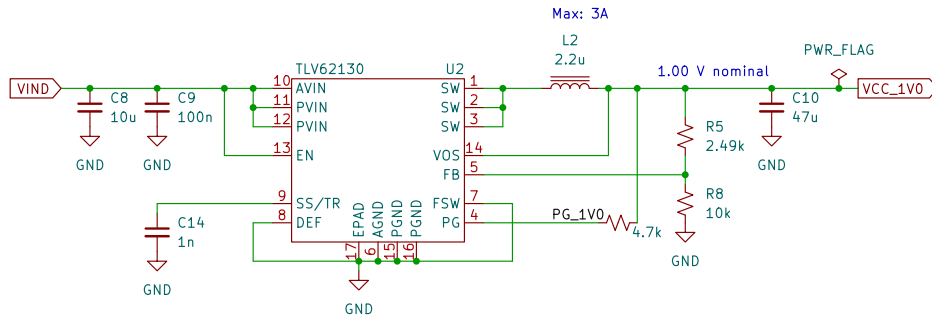 Max: 3A
L2
2.2u
PWR_FLAG
TLV62130
U2
1.00 V nominal
VIND
10
AVIN
SW
1
VCC_1V0
C8
10u
C9
100n
11
PVIN
SW
2
C10
47u
12
PVIN
SW
3
R5
2.49k
13
EN
VOS
14
GND
GND
FB
5
GND
9
SS/TR
FSW
7
R8
10k
8
DEF
PG
4
PG_1V0
4.7k
C14
1n
EPAD
AGND
PGND
PGND
17
6
15
16
GND
GND
GND